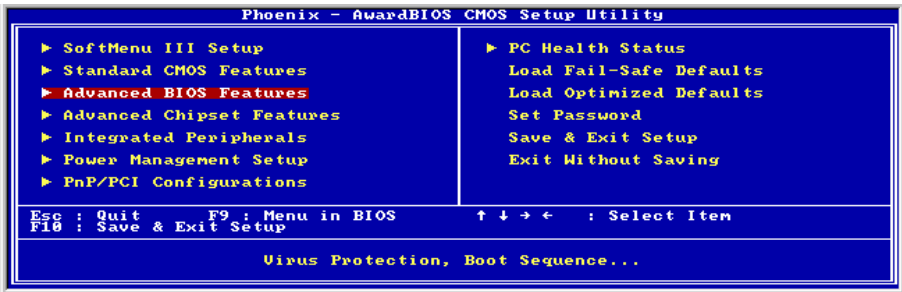 Phoenix - AwardBIOS CMOS Setup Utility
► SoftMenu III Setup
► Standard CMOS Features
► Advanced BIOS Features
► Advanced Chipset Features
► Integrated Peripherals
► Power Management Setup
► PnP/PCI Configurations
► PC Health Status
Load Fail-Safe Defaults
Load Optimized Defaults
Set Password
Save & Exit Setup
Exit Without Saving
Esc : Quit F9 : Menu in BIOS ↑ ↓ → ← : Select Item
F10 : Save & Exit Setup
Virus Protection, Boot Sequence...